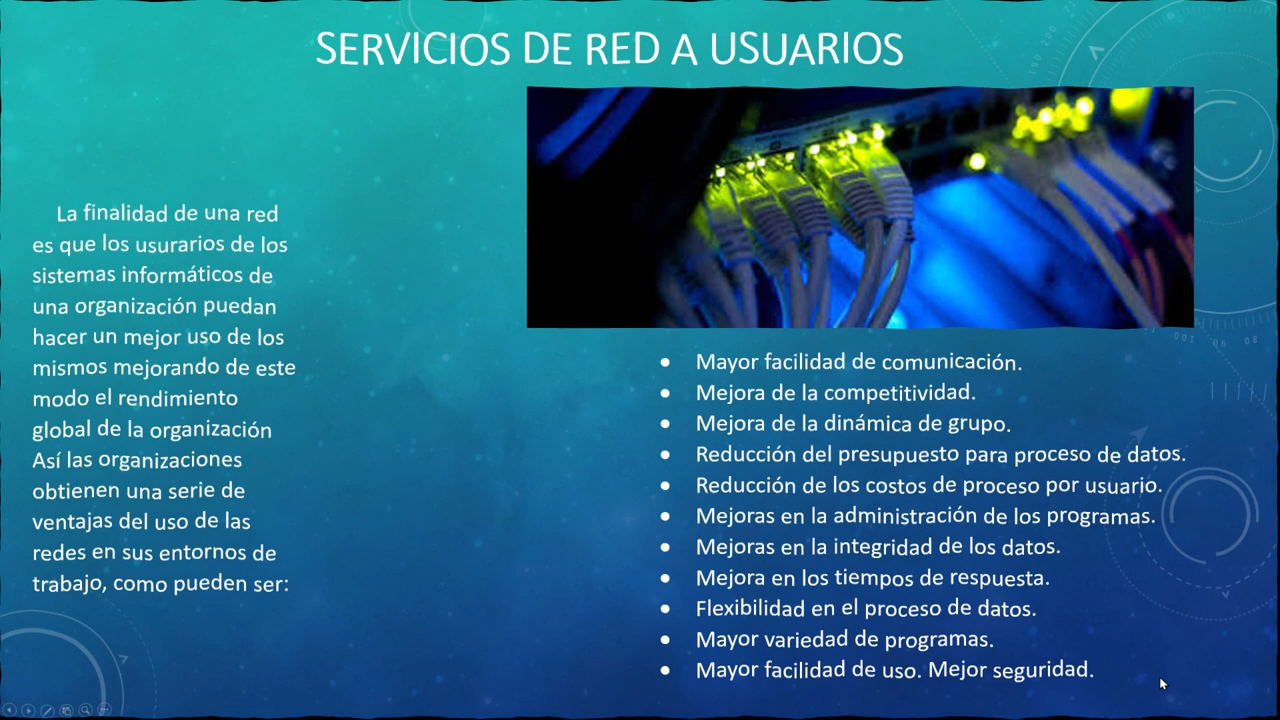 SERVICIOS DE RED A USUARIOS
La finalidad de una red
es que los usurarios de los
sistemas informáticos de
una organización puedan
hacer un mejor uso de los
mismos mejorando de este
modo el rendimiento
global de la organización
Así las organizaciones
obtienen una serie de
ventajas del uso de las
redes en sus entornos de
trabajo, como pueden ser:
• Mayor facilidad de comunicación.
• Mejora de la competitividad.
• Mejora de la dinámica de grupo.
• Reducción del presupuesto para proceso de datos.
• Reducción de los costos de proceso por usuario.
• Mejoras en la administración de los programas.
• Mejoras en la integridad de los datos.
• Mejora en los tiempos de respuesta.
• Flexibilidad en el proceso de datos.
• Mayor variedad de programas.
• Mayor facilidad de uso. Mejor seguridad.